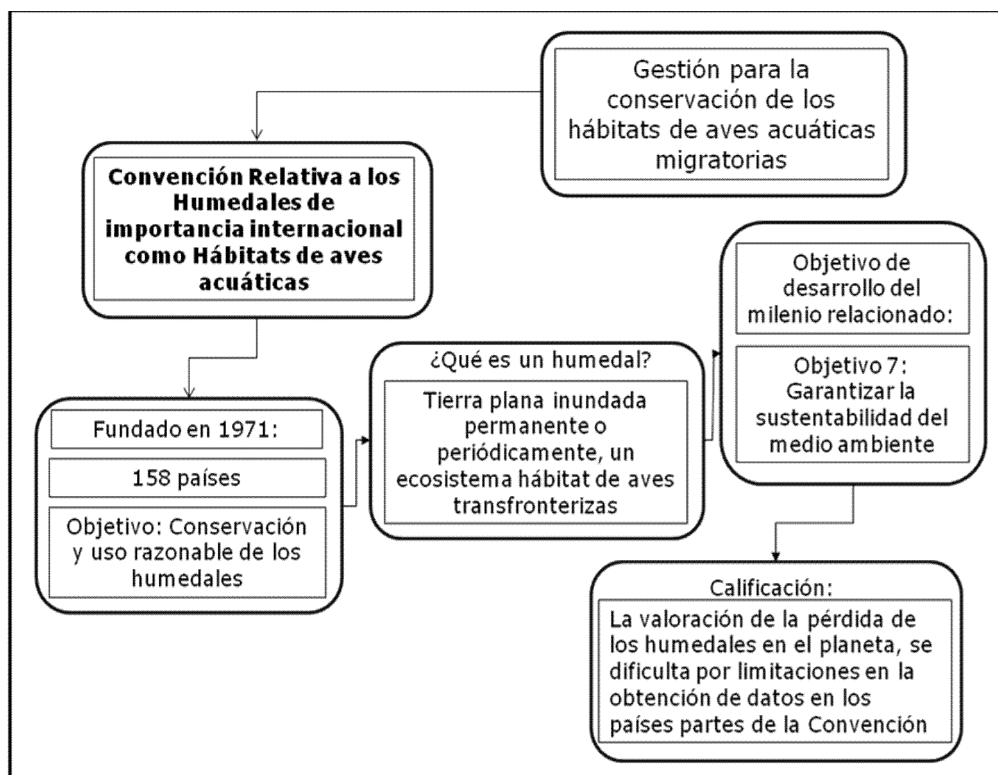 Gestión para la
conservación de los
hábitats de aves acuáticas
migratorias
Convención Relativa a los
Humedales de
importancia internacional
como Hábitats de aves
acuáticas
Fundado en 1971:
158 países
Objetivo: Conservación
y uso razonable de los
humedales
¿Qué es un humedal?
Tierra plana inundada
permanente o
periódicamente, un
ecosistema hábitat de aves
transfronterizas
Objetivo de
desarrollo del
milenio relacionado:
Objetivo 7:
Garantizar la
sustentabilidad del
medio ambiente
Calificación:
La valoración de la pérdida de
los humedales en el planeta, se
dificulta por limitaciones en la
obtención de datos en los
países partes de la Convención